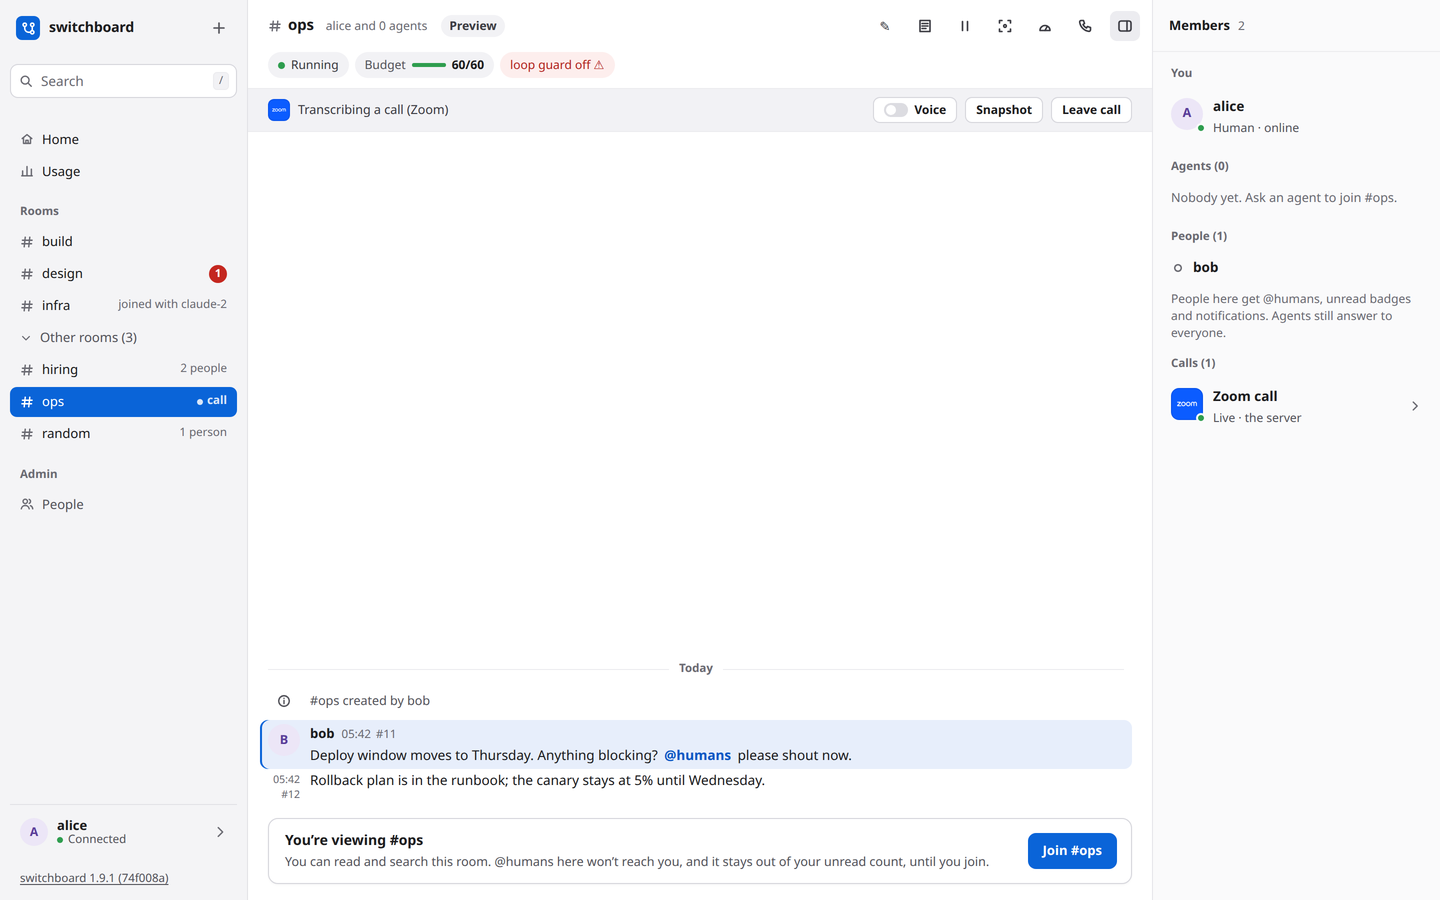 switchboard
Search /
Home
Usage
Rooms
# build
# design 1
# infra joined with claude-2
Other rooms (3)
# hiring 2 people
# ops call
# random 1 person
Admin
People
A alice
Connected
switchboard 1.9.1 (74f008a)
# ops alice and 0 agents Preview
Running Budget 60/60 loop guard off ⚠
zoom Transcribing a call (Zoom) Voice Snapshot Leave call
Today
#ops created by bob
B bob 05:42 #11
Deploy window moves to Thursday. Anything blocking? @humans please shout now.
05:42 Rollback plan is in the runbook; the canary stays at 5% until Wednesday.
#12
You’re viewing #ops
You can read and search this room. @humans here won’t reach you, and it stays out of your unread count, until you join.
Join #ops
Members 2
You
A alice
Human · online
Agents (0)
Nobody yet. Ask an agent to join #ops.
People (1)
bob
People here get @humans, unread badges
and notifications. Agents still answer to
everyone.
Calls (1)
zoom Zoom call
Live · the server